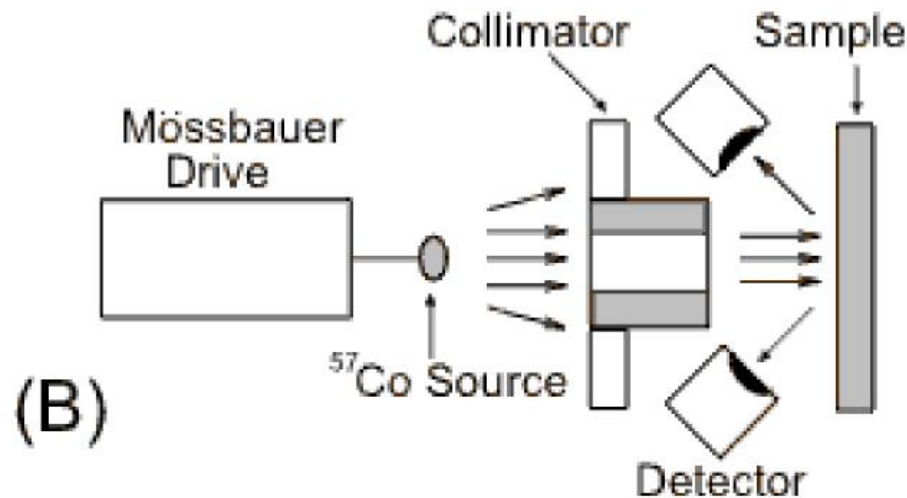 Collimator
Sample
Mössbauer
Drive
⁵⁷Co Source
(B)
Detector